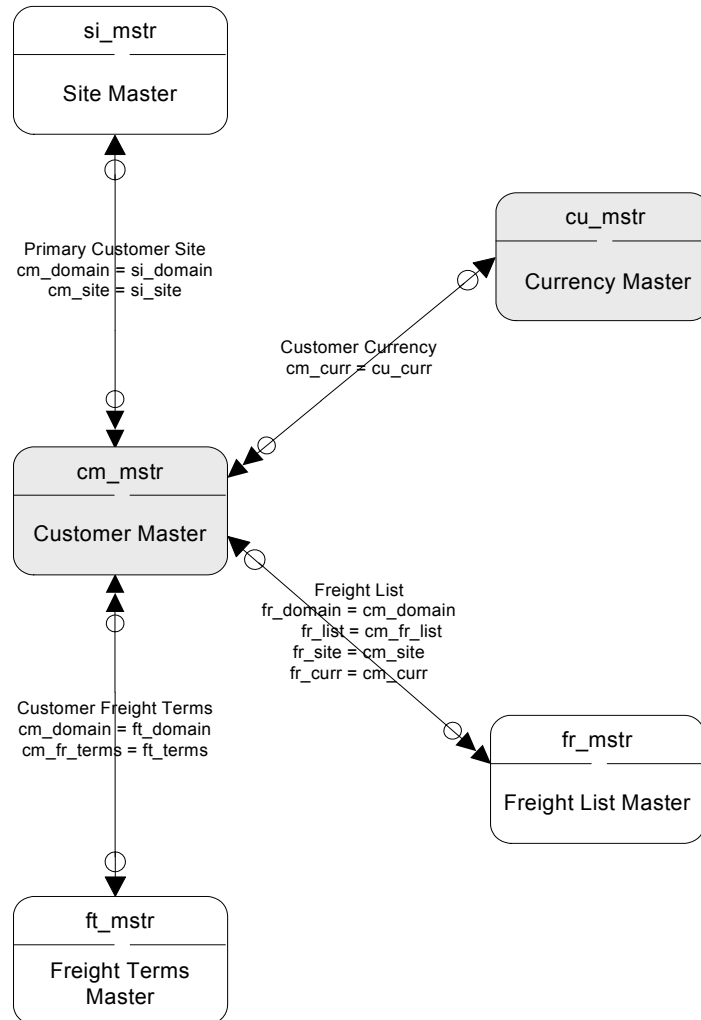 si_mstr
Site Master
Primary Customer Site
cm_domain = si_domain
cm_site = si_site
cu_mstr
Currency Master
Customer Currency
cm_curr = cu_curr
cm_mstr
Customer Master
Freight List
fr_domain = cm_domain
fr_list = cm_fr_list
fr_site = cm_site
fr_curr = cm_curr
Customer Freight Terms
cm_domain = ft_domain
cm_fr_terms = ft_terms
fr_mstr
Freight List Master
ft_mstr
Freight Terms
Master